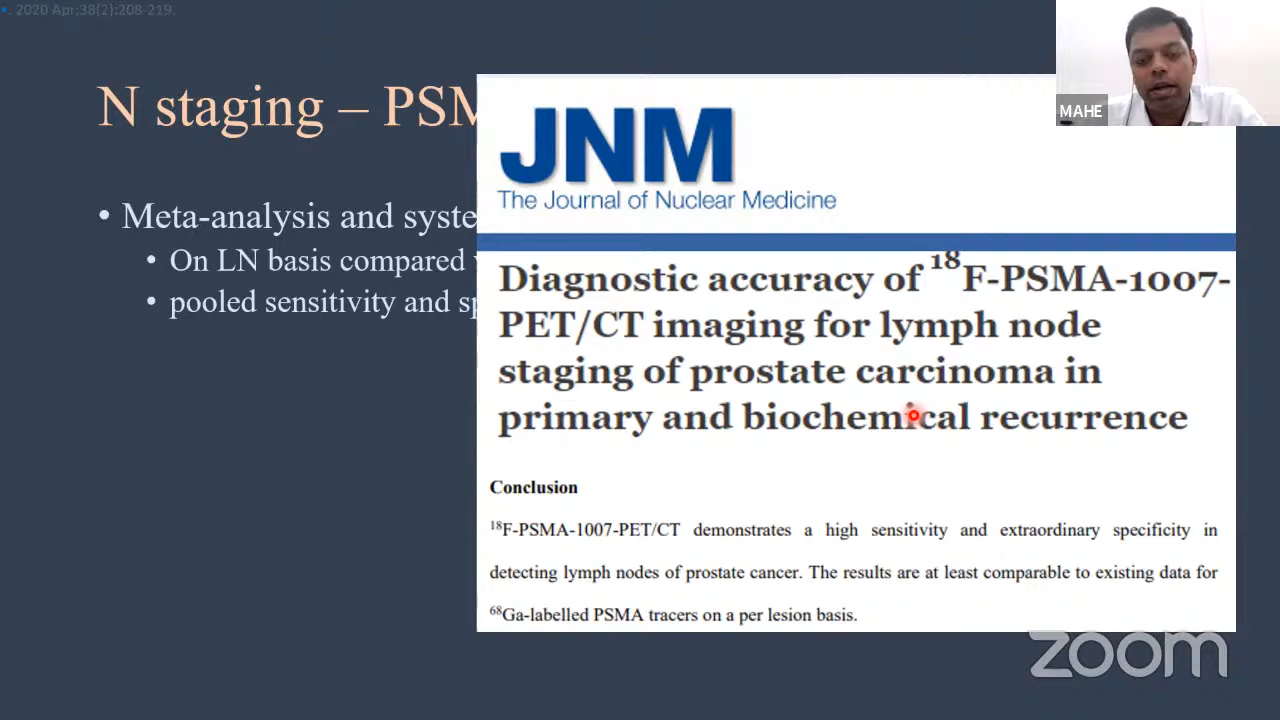 . 2020 Apr;38(2):208-219.
MAHE
N staging – PSM
• Meta-analysis and syste
• On LN basis compared
• pooled sensitivity and sp
JNM
The Journal of Nuclear Medicine
Diagnostic accuracy of ¹⁸F-PSMA-1007-
PET/CT imaging for lymph node
staging of prostate carcinoma in
primary and biochemical recurrence
Conclusion
¹⁸F-PSMA-1007-PET/CT demonstrates a high sensitivity and extraordinary specificity in
detecting lymph nodes of prostate cancer. The results are at least comparable to existing data for
⁶⁸Ga-labelled PSMA tracers on a per lesion basis.
zoom